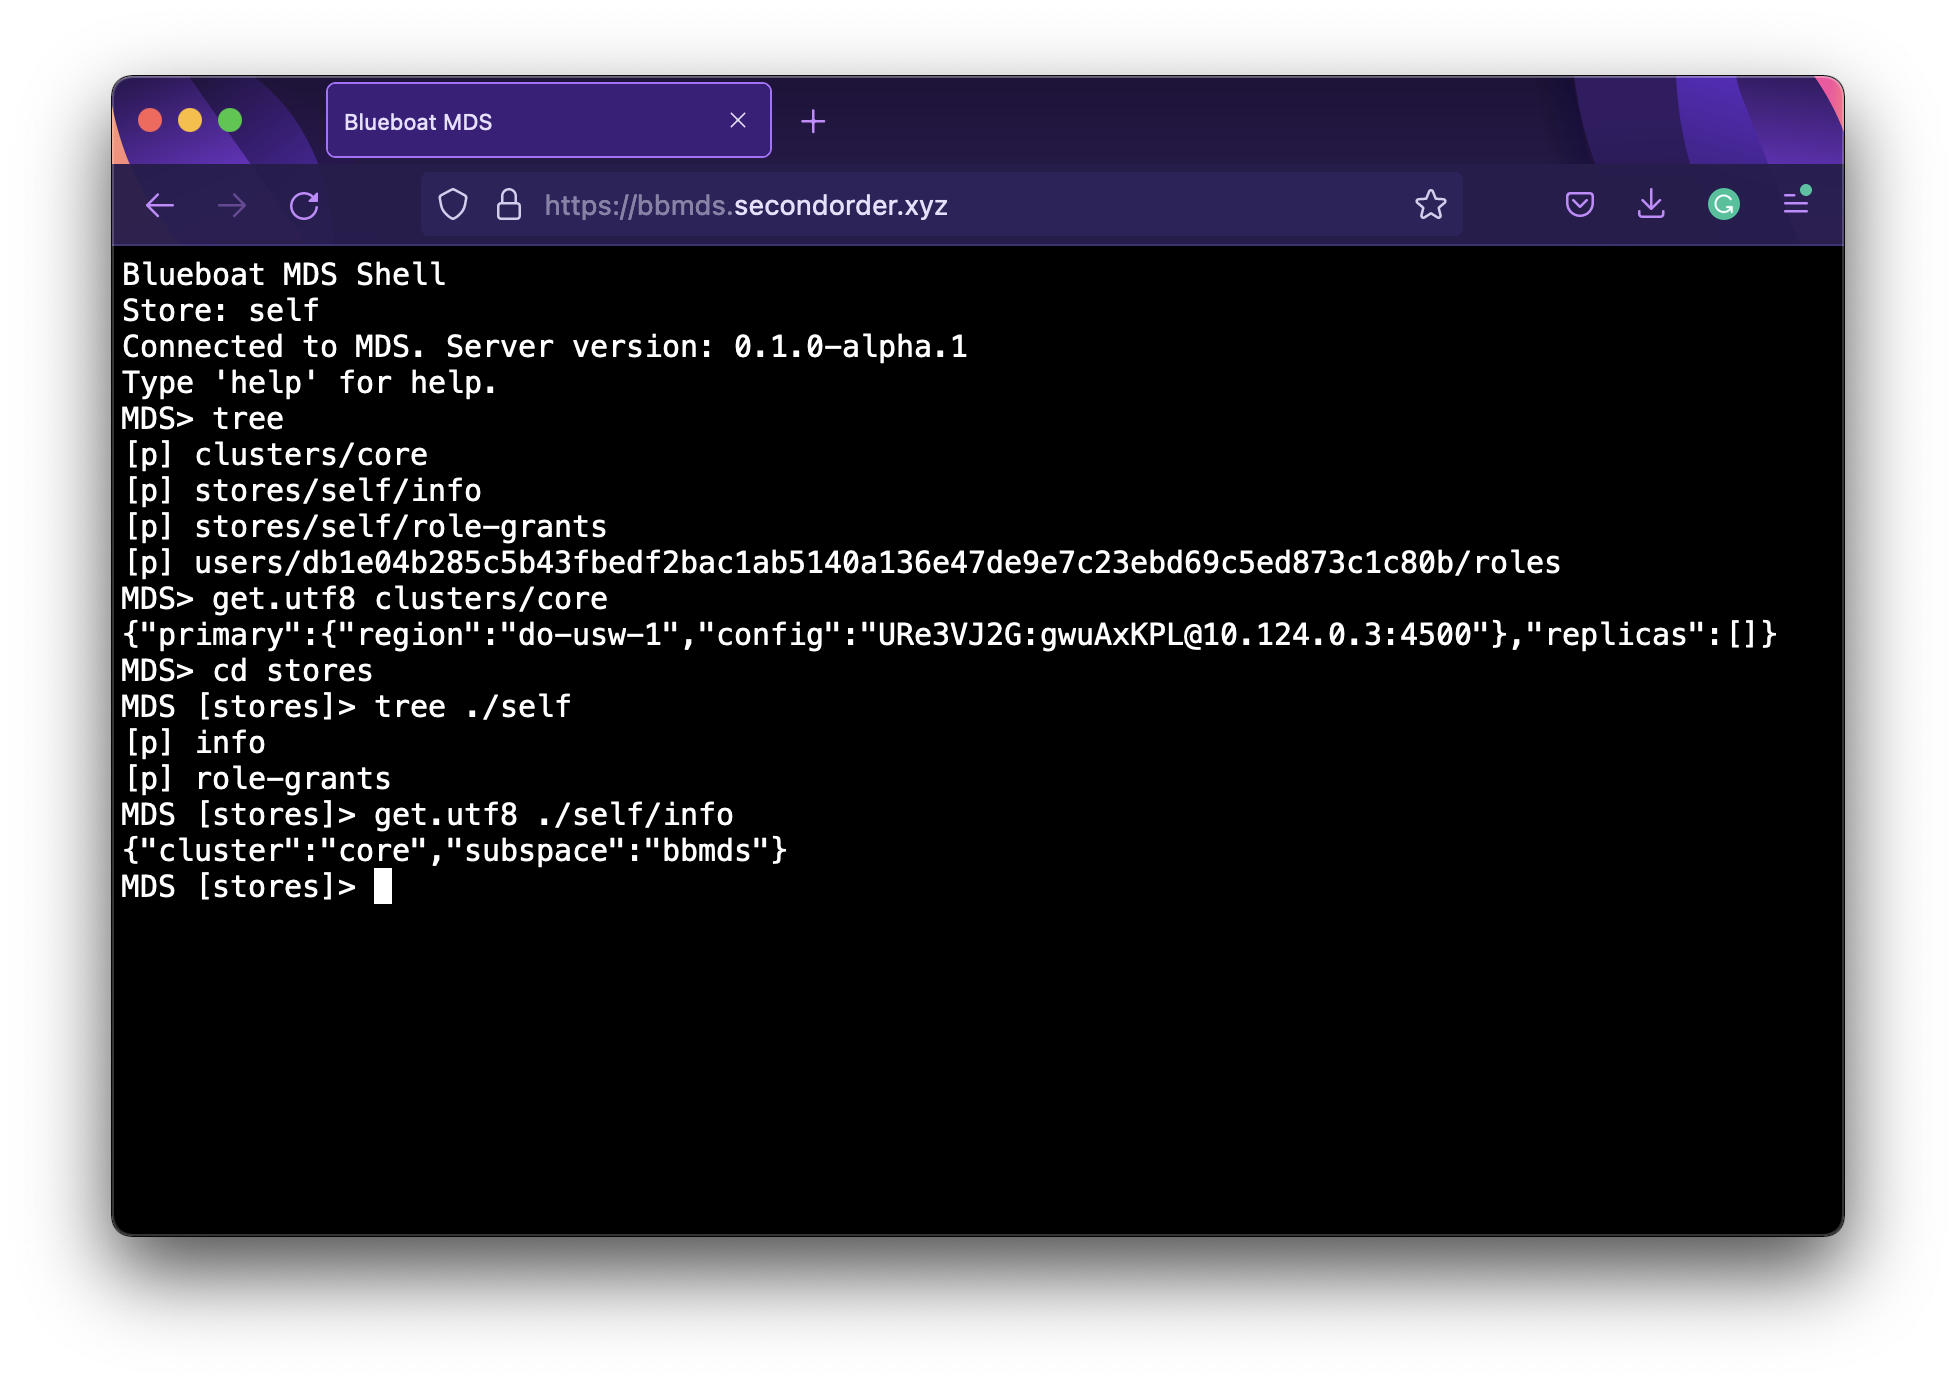 Blueboat MDS
https://bbmds.secondorder.xyz
Blueboat MDS Shell
Store: self
Connected to MDS. Server version: 0.1.0-alpha.1
Type 'help' for help.
MDS> tree
[p] clusters/core
[p] stores/self/info
[p] stores/self/role-grants
[p] users/db1e04b285c5b43fbedf2bac1ab5140a136e47de9e7c23ebd69c5ed873c1c80b/roles
MDS> get.utf8 clusters/core
{"primary":{"region":"do-usw-1","config":"URe3VJ2G:gwuAxKPL@10.124.0.3:4500"},"replicas":[]}
MDS> cd stores
MDS [stores]> tree ./self
[p] info
[p] role-grants
MDS [stores]> get.utf8 ./self/info
{"cluster":"core","subspace":"bbmds"}
MDS [stores]>